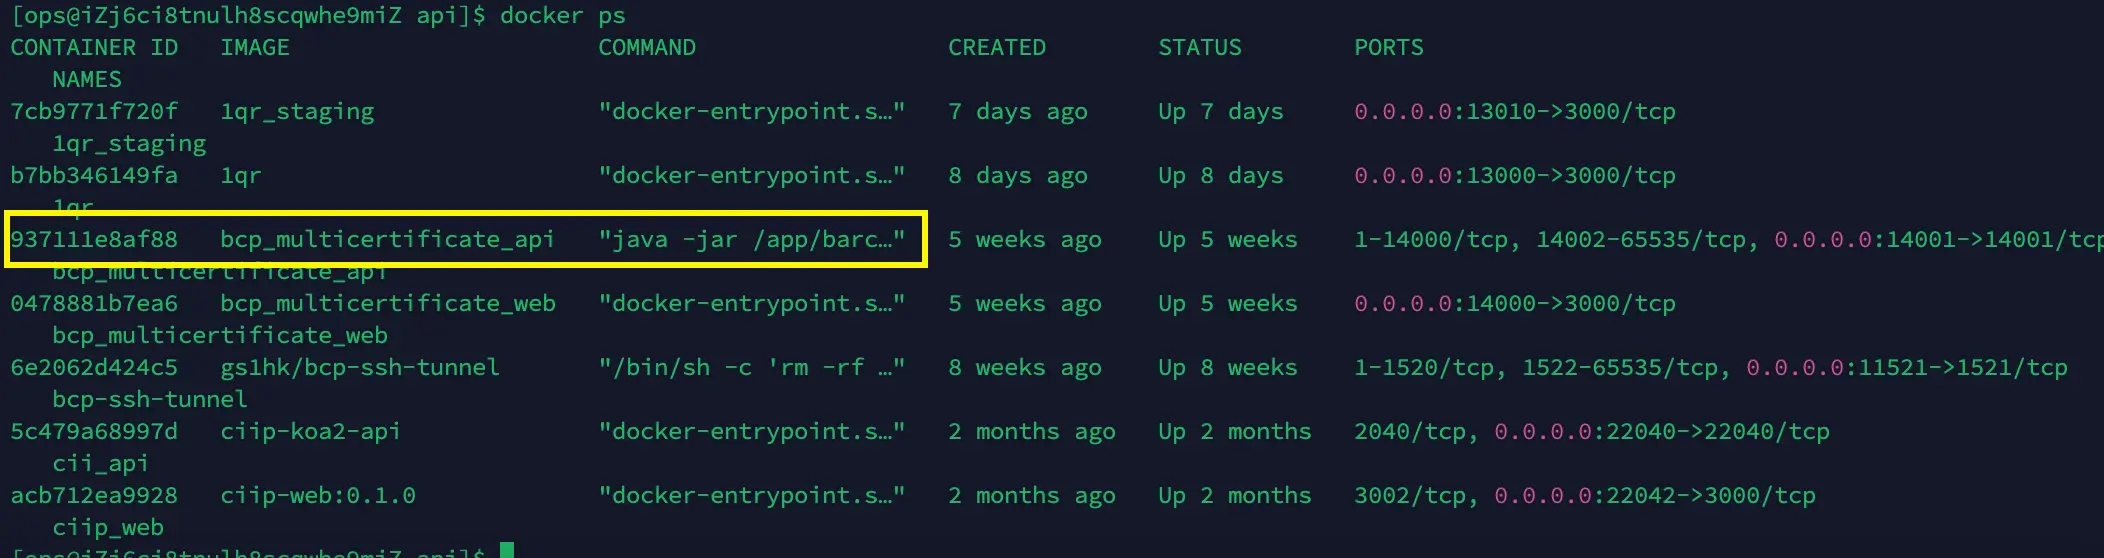 [ops@iZj6ci8tnulh8scqwhe9miZ api]$ docker ps
CONTAINER ID   IMAGE                      COMMAND                  CREATED        STATUS        PORTS
   NAMES
7cb9771f720f   1qr_staging                "docker-entrypoint.s…"   7 days ago     Up 7 days     0.0.0.0:13010->3000/tcp
   1qr_staging
b7bb346149fa   1qr                        "docker-entrypoint.s…"   8 days ago     Up 8 days     0.0.0.0:13000->3000/tcp
   1qr
937111e8af88   bcp_multicertificate_api   "java -jar /app/barc…"   5 weeks ago    Up 5 weeks    1-14000/tcp, 14002-65535/tcp, 0.0.0.0:14001->14001/tcp
   bcp_multicertificate_api
0478881b7ea6   bcp_multicertificate_web   "docker-entrypoint.s…"   5 weeks ago    Up 5 weeks    0.0.0.0:14000->3000/tcp
   bcp_multicertificate_web
6e2062d424c5   gs1hk/bcp-ssh-tunnel       "/bin/sh -c 'rm -rf …"   8 weeks ago    Up 8 weeks    1-1520/tcp, 1522-65535/tcp, 0.0.0.0:11521->1521/tcp
   bcp-ssh-tunnel
5c479a68997d   ciip-koa2-api              "docker-entrypoint.s…"   2 months ago   Up 2 months   2040/tcp, 0.0.0.0:22040->22040/tcp
   cii_api
acb712ea9928   ciip-web:0.1.0             "docker-entrypoint.s…"   2 months ago   Up 2 months   3002/tcp, 0.0.0.0:22042->3000/tcp
   ciip_web
[ops@iZj6ci8tnulh8scqwhe9miZ api]$